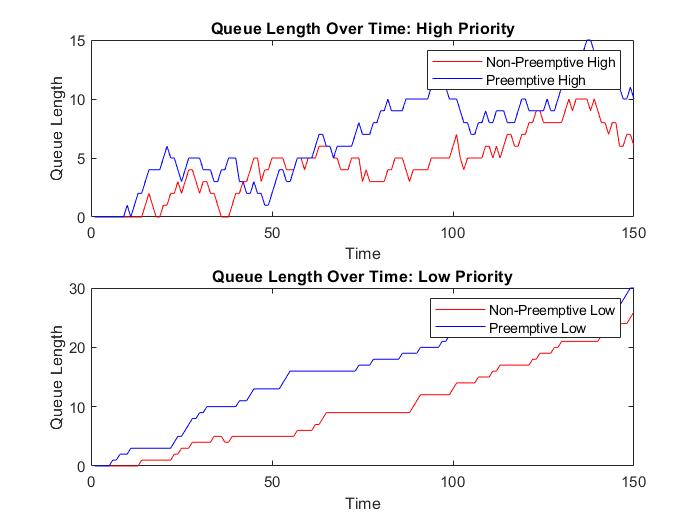 Queue Length Over Time: High Priority
15
10
5
0
Queue Length
Non-Preemptive High
Preemptive High
0 50 100 150
Time
Queue Length Over Time: Low Priority
30
20
10
0
Queue Length
Non-Preemptive Low
Preemptive Low
0 50 100 150
Time